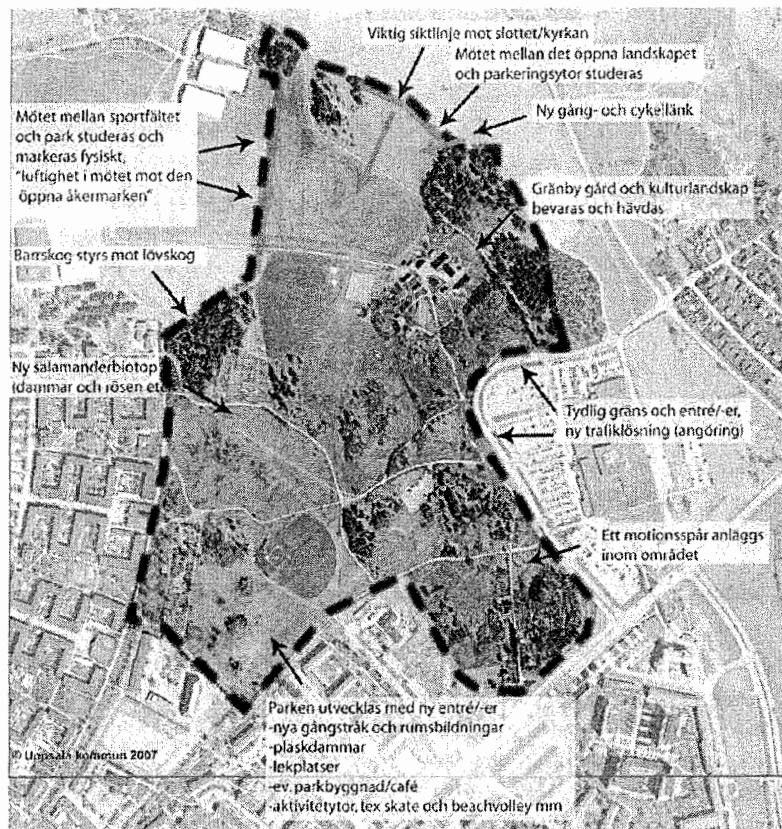 Viktig siktlinje mot slottet/kyrkan
Mötet mellan det öppna landskapet
och parkeringsytor studeras
Ny gång- och cykellänk
Mötet mellan sportfältet
och park studeras och
markeras fysiskt,
"luftighet i mötet mot den
öppna åkermarken"
Gränby gård och kulturlandskap
bevaras och hävdas
Barrskog styrs mot lövskog
Ny salamanderbiotop
(dammar och rösen etc
Tydlig gräns och entré/-er,
ny trafiklösning (angöring)
Ett motionsspår anläggs
inom området
Parken utvecklas med ny entré/-er
-nya gångstråk och rumsbildningar
-plaskdammar
-lekplatser
-ev. parkbyggnad/café
-aktivitetytor, tex skate och beachvolley mm
© Uppsala kommun 2007